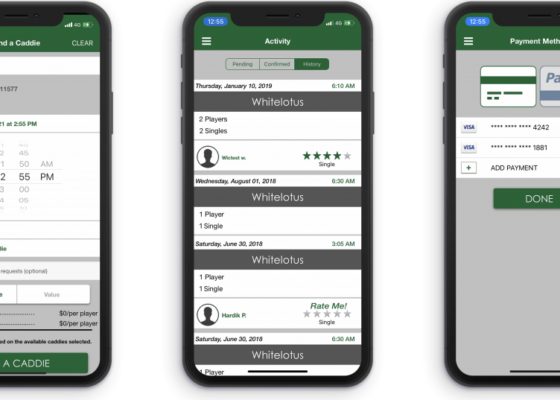 4G
nd a Caddie
CLEAR
11577
21 at 2:55 PM
45
50 AM
2 55 PM
3 00
05
die
requests (optional)
e
Value
$0/per player
$0/per player
ed on the available caddies selected.
A CADDIE
12:55
4G
Activity
Pending
Confirmed
History
Thursday, January 10, 2019
6:10 AM
Whitelotus
2 Players
2 Singles
Wictest w.
Single
Wednesday, August 01, 2018
6:30 AM
Whitelotus
1 Player
1 Single
Saturday, June 30, 2018
3:05 AM
Whitelotus
1 Player
1 Single
Hardik P.
Rate Me!
Single
Saturday, June 30, 2018
6:30 AM
Whitelotus
1 Player
12:55
Payment Meth
Pa
VISA
**** **** **** 4242
VISA
**** **** **** 1881
+ ADD PAYMENT
DONE